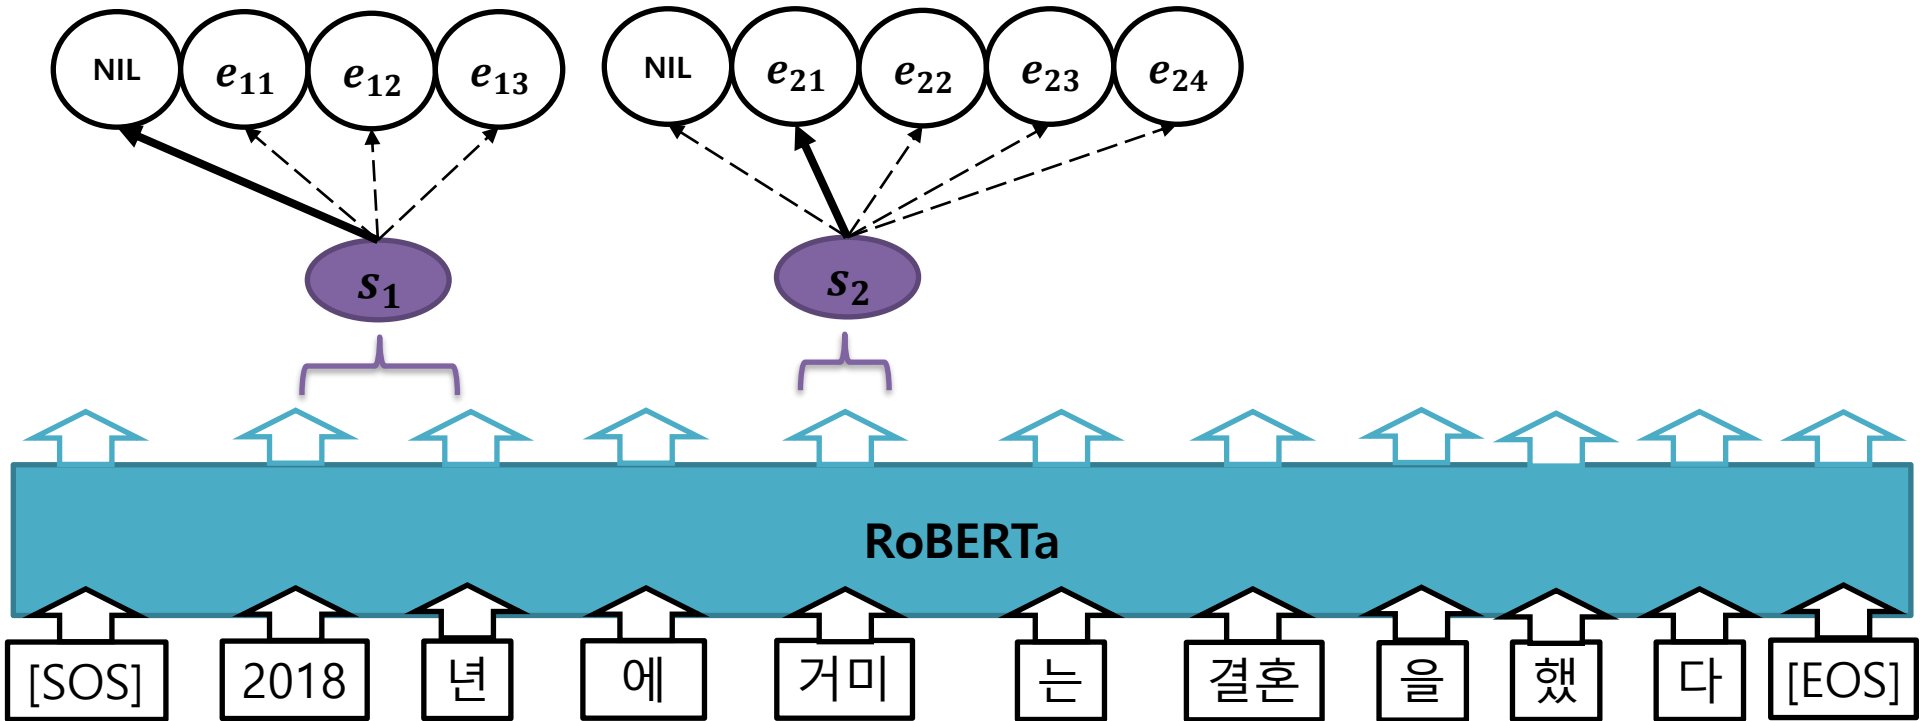 NIL e11 e12 e13 NIL e21 e22 e23 e24
s1 s2
RoBERTa
[SOS] 2018 년 에 거미 는 결혼 을 했 다 [EOS]